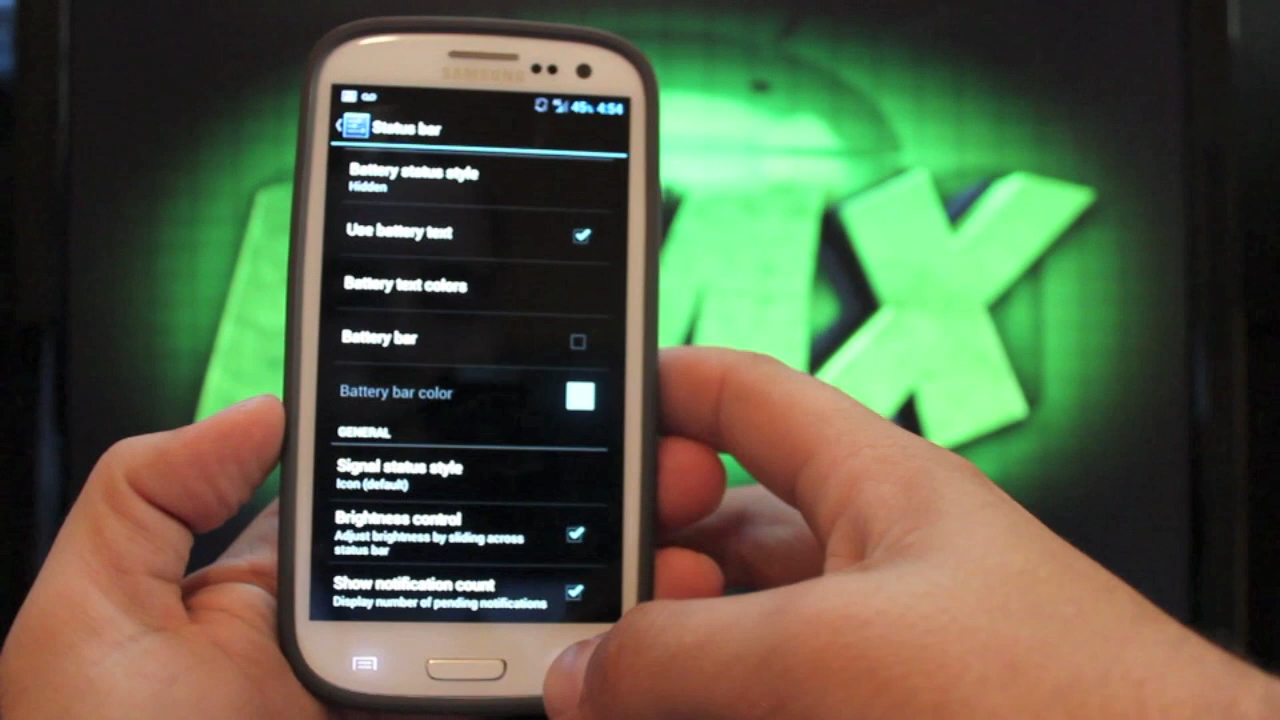 SAMSUNG
45% 4:54
Status bar
Battery status style
Hidden
Use battery text
Battery text colors
Battery bar
Battery bar color
GENERAL
Signal status style
Icon (default)
Brightness control
Adjust brightness by sliding across
status bar
Show notification count
Display number of pending notifications
X